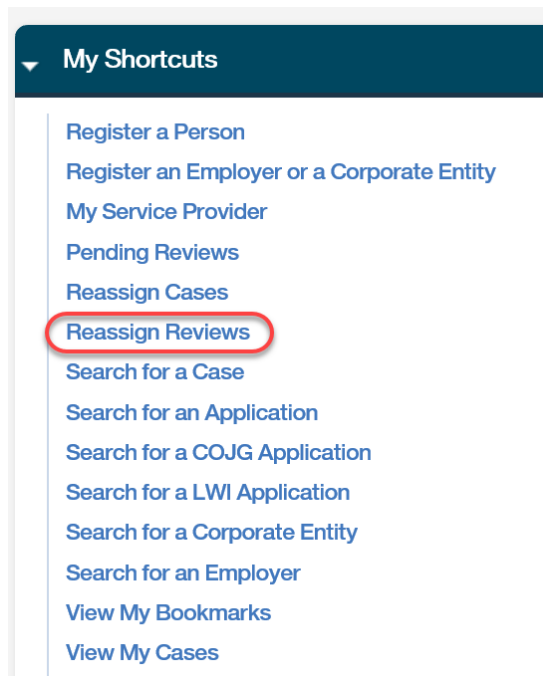 My Shortcuts
Register a Person
Register an Employer or a Corporate Entity
My Service Provider
Pending Reviews
Reassign Cases
Reassign Reviews
Search for a Case
Search for an Application
Search for a COJG Application
Search for a LWI Application
Search for a Corporate Entity
Search for an Employer
View My Bookmarks
View My Cases